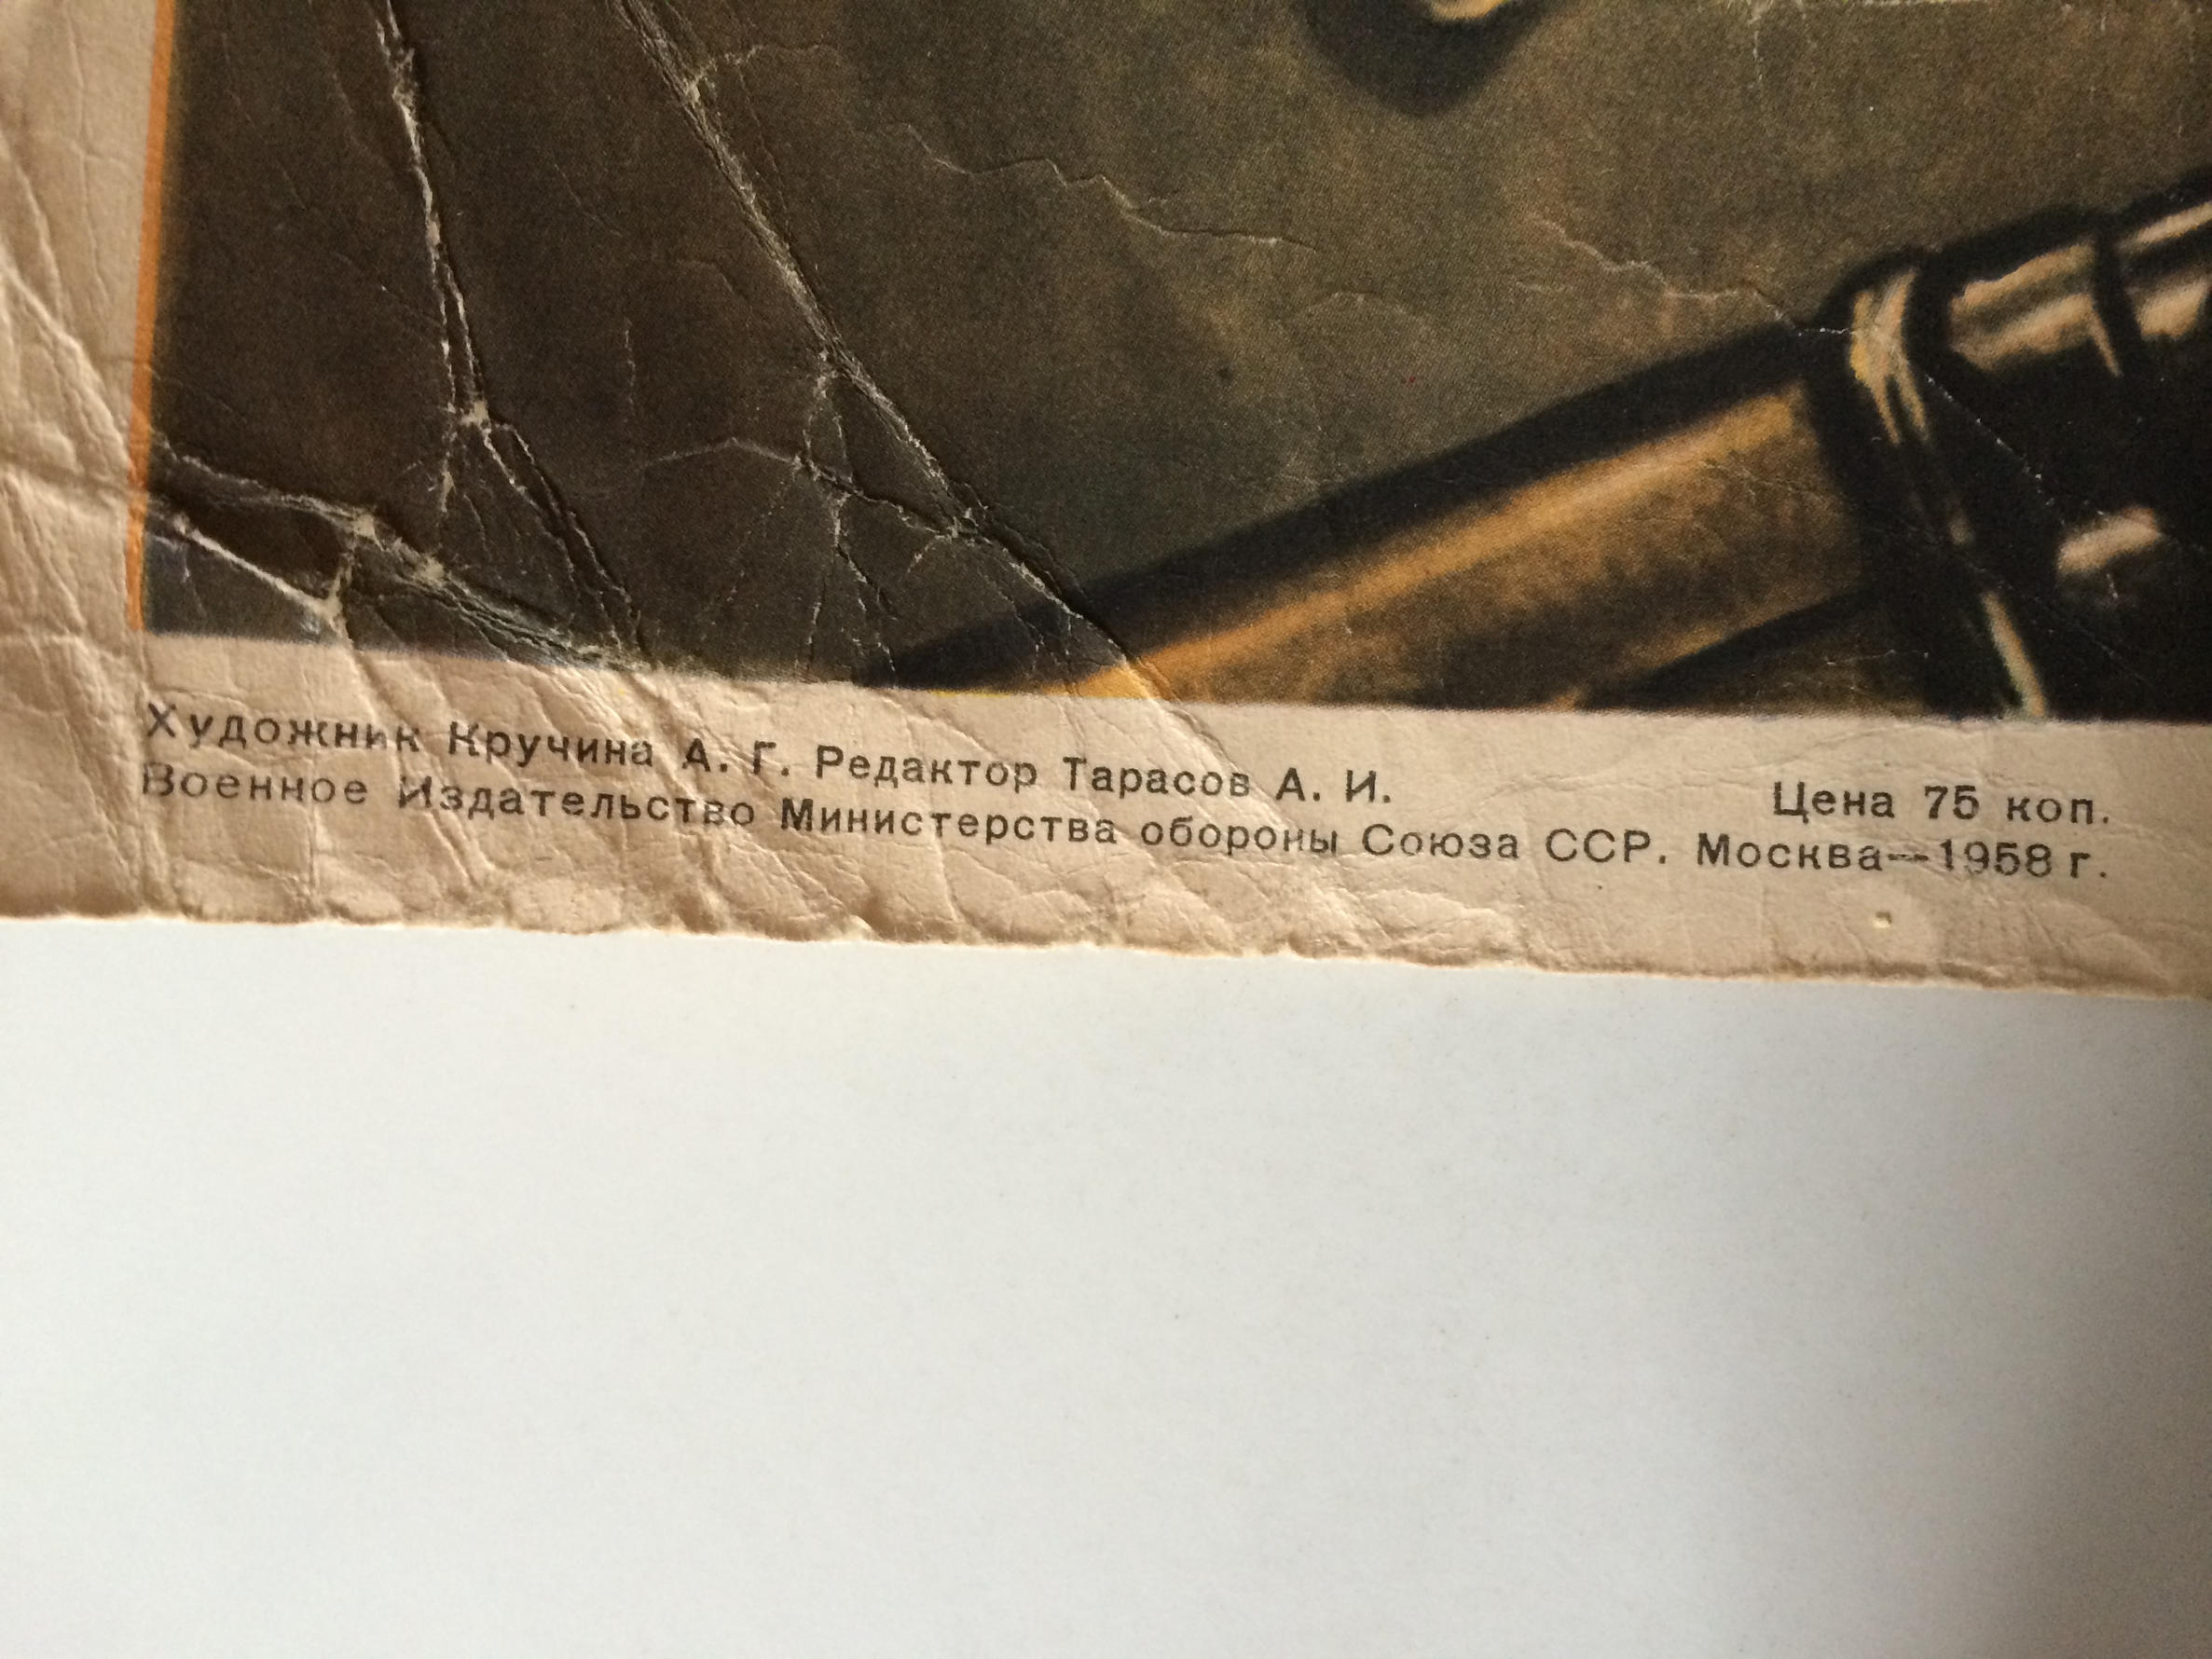 Художник Кручина А. Г. Редактор Тарасов А. И. Цена 75 коп.
Военное Издательство Министерства обороны Союза ССР. Москва—1958 г.